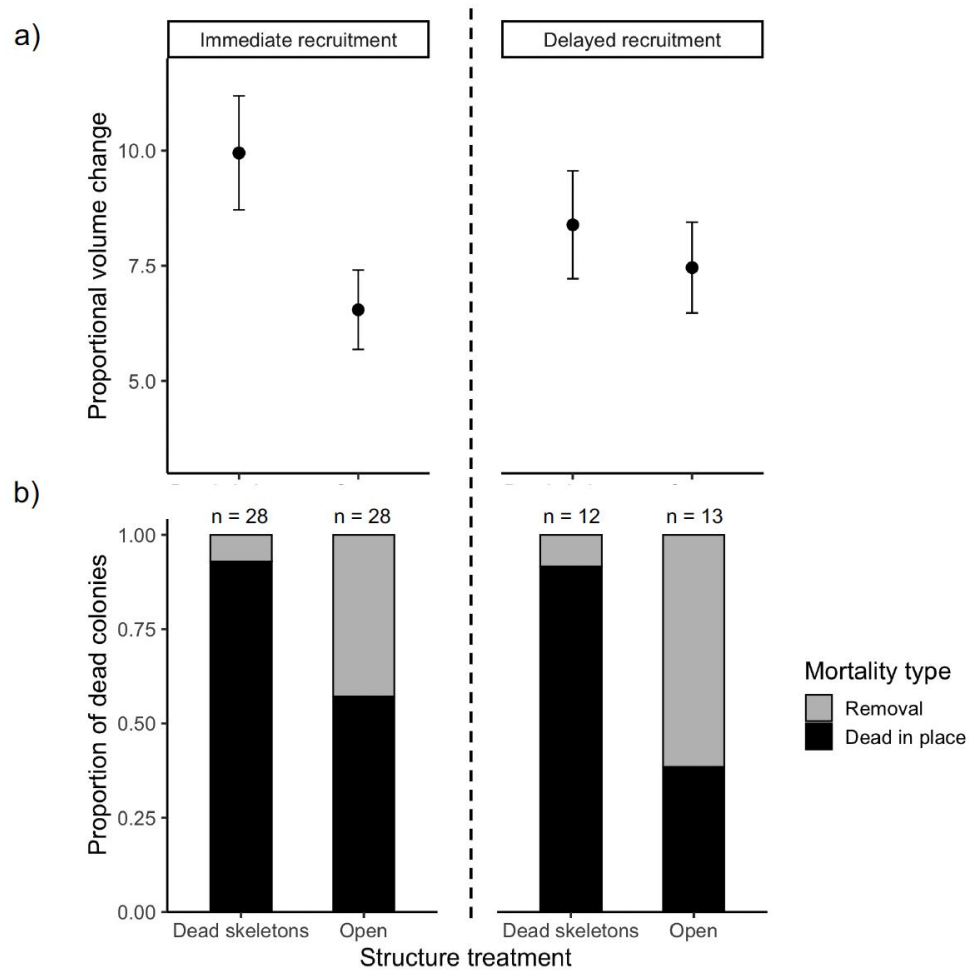 a)
Immediate recruitment
Delayed recruitment
Proportional volume change
10.0
7.5
5.0
b)
n = 28
n = 28
n = 12
n = 13
Proportion of dead colonies
1.00
0.75
0.50
0.25
0.00
Mortality type
Removal
Dead in place
Dead skeletons
Open
Dead skeletons
Open
Structure treatment